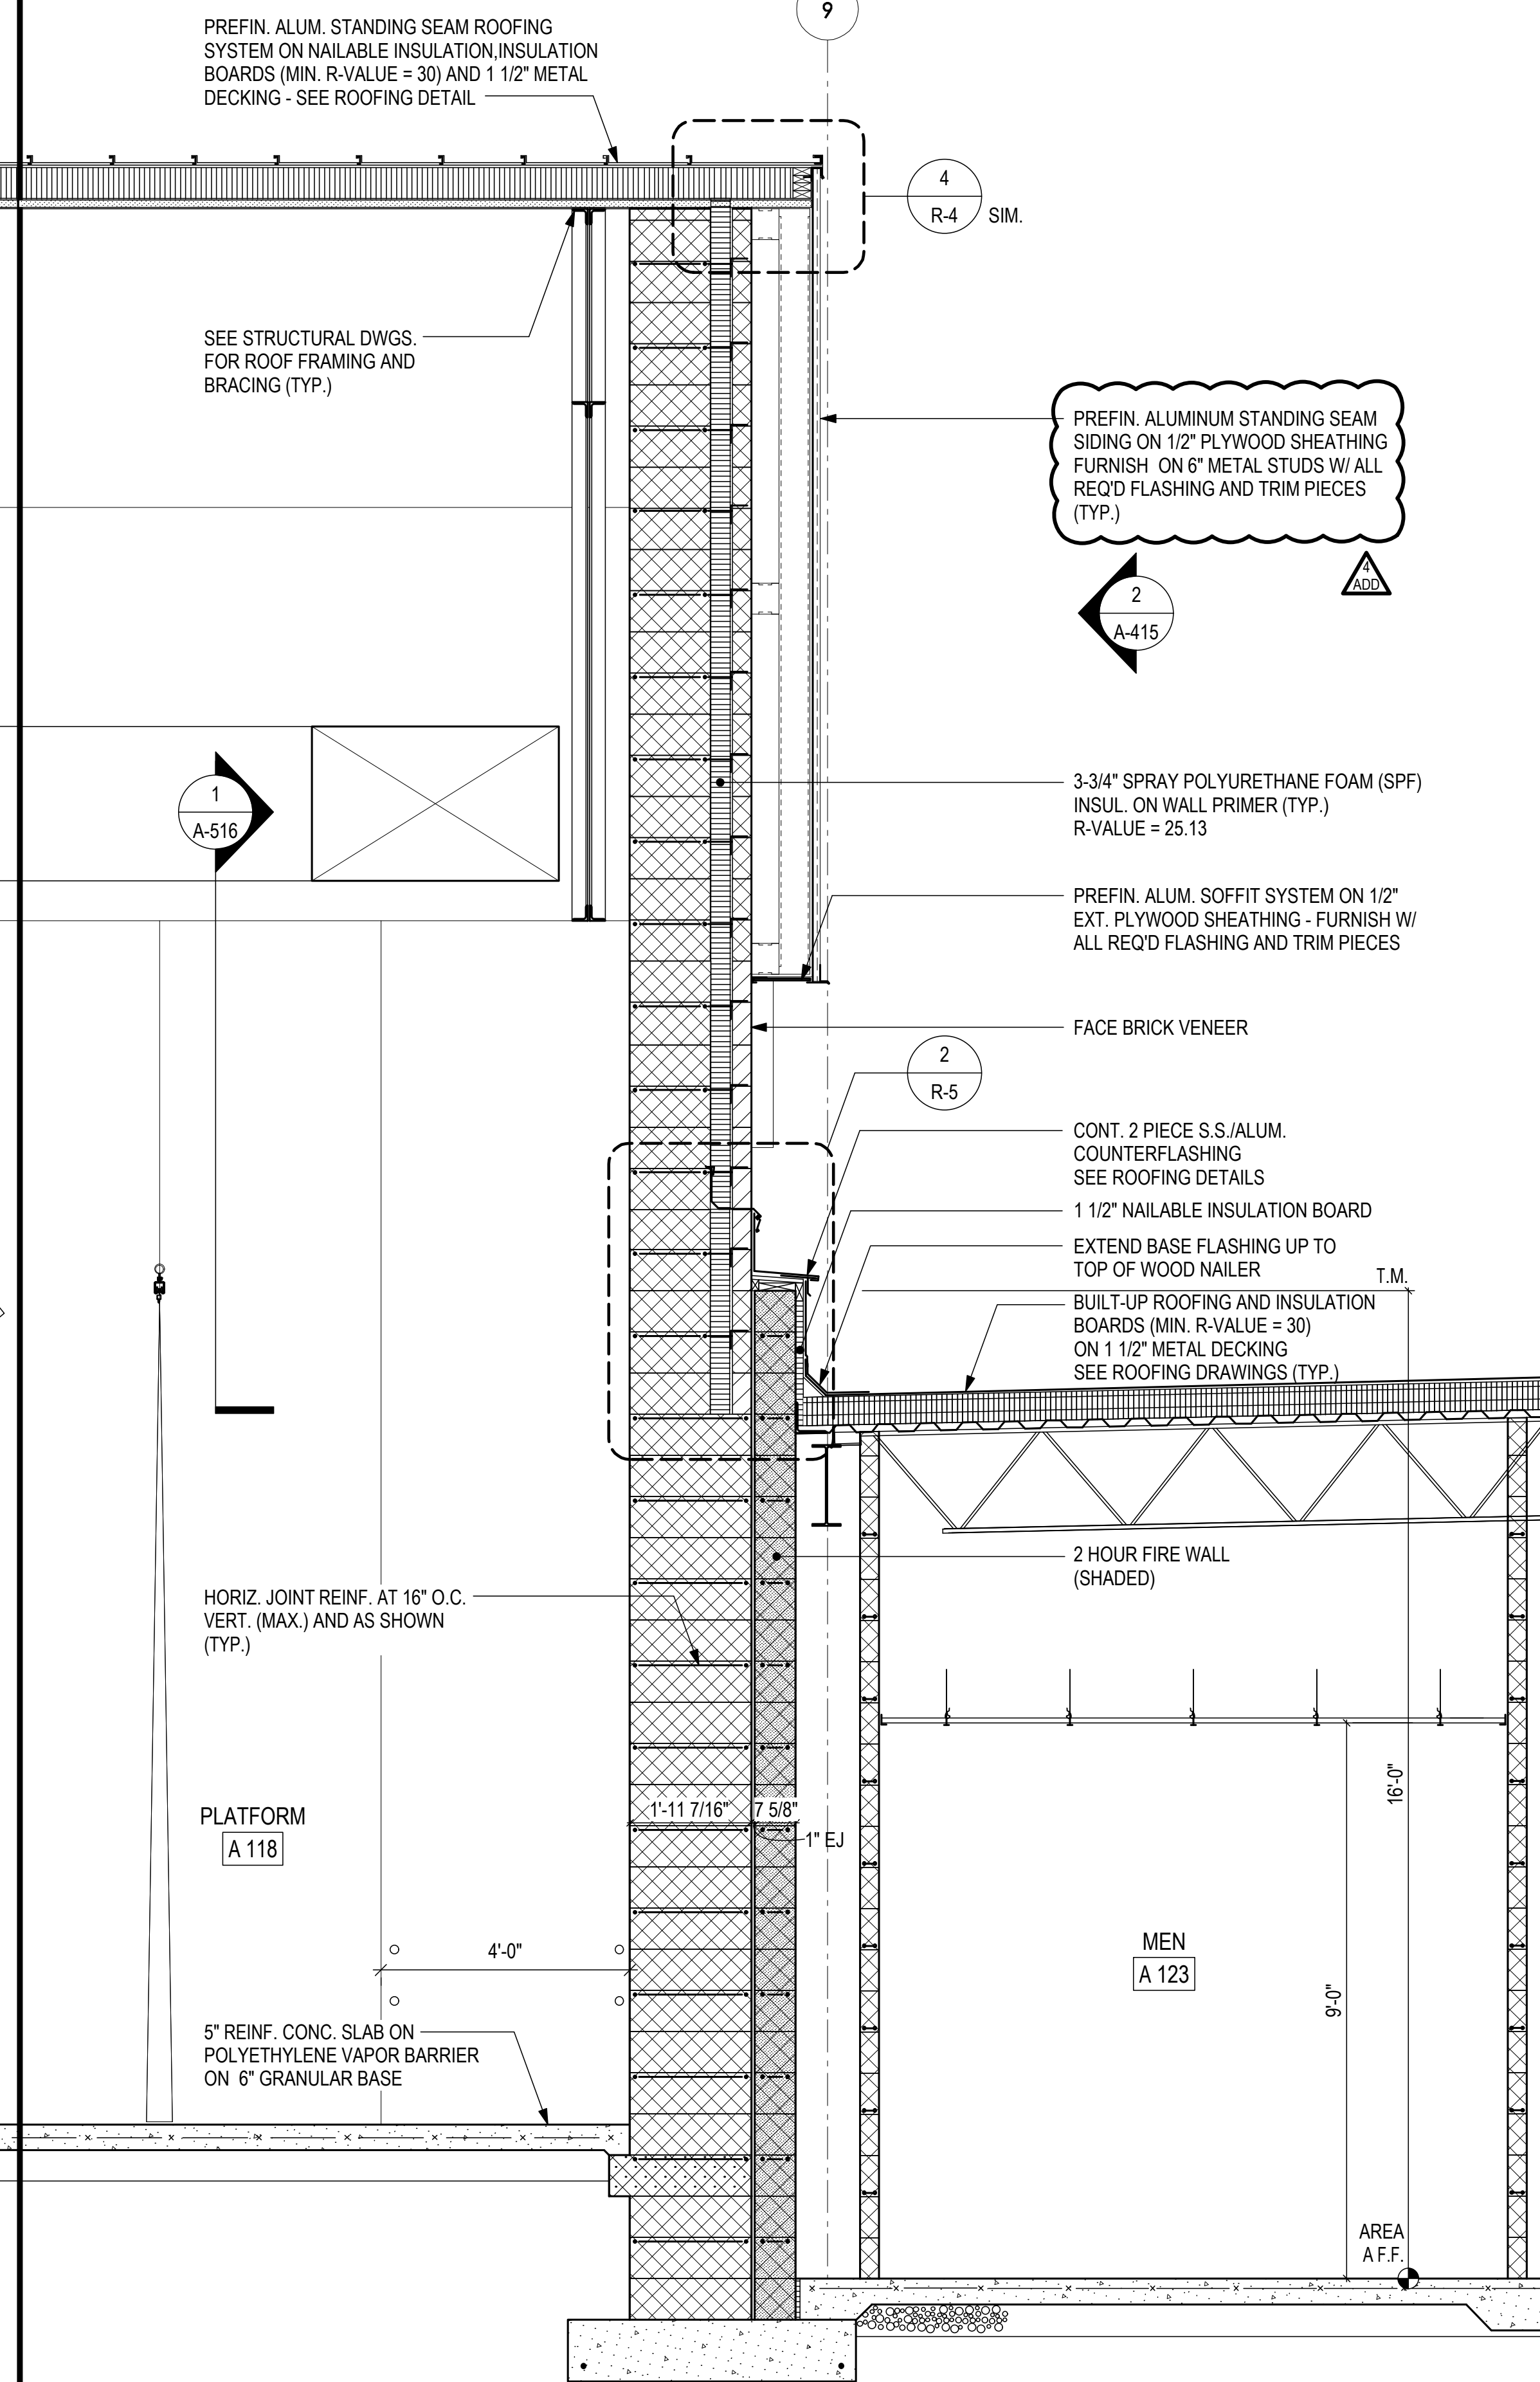 9
PREFIN. ALUM. STANDING SEAM ROOFING
SYSTEM ON NAILABLE INSULATION,INSULATION
BOARDS (MIN. R-VALUE = 30) AND 1 1/2" METAL
DECKING - SEE ROOFING DETAIL
4
R-4
SIM.
SEE STRUCTURAL DWGS.
FOR ROOF FRAMING AND
BRACING (TYP.)
PREFIN. ALUMINUM STANDING SEAM
SIDING ON 1/2" PLYWOOD SHEATHING
FURNISH ON 6" METAL STUDS W/ ALL
REQ'D FLASHING AND TRIM PIECES
(TYP.)
4
ADD
2
A-415
1
A-516
3-3/4" SPRAY POLYURETHANE FOAM (SPF)
INSUL. ON WALL PRIMER (TYP.)
R-VALUE = 25.13
PREFIN. ALUM. SOFFIT SYSTEM ON 1/2"
EXT. PLYWOOD SHEATHING - FURNISH W/
ALL REQ'D FLASHING AND TRIM PIECES
FACE BRICK VENEER
2
R-5
CONT. 2 PIECE S.S./ALUM.
COUNTERFLASHING
SEE ROOFING DETAILS
1 1/2" NAILABLE INSULATION BOARD
EXTEND BASE FLASHING UP TO
TOP OF WOOD NAILER
T.M.
BUILT-UP ROOFING AND INSULATION
BOARDS (MIN. R-VALUE = 30)
ON 1 1/2" METAL DECKING
SEE ROOFING DRAWINGS (TYP.)
2 HOUR FIRE WALL
(SHADED)
HORIZ. JOINT REINF. AT 16" O.C.
VERT. (MAX.) AND AS SHOWN
(TYP.)
16'-0"
PLATFORM
A 118
1'-11 7/16"
7 5/8"
1" EJ
MEN
A 123
4'-0"
9'-0"
5" REINF. CONC. SLAB ON
POLYETHYLENE VAPOR BARRIER
ON 6" GRANULAR BASE
AREA
A F.F.